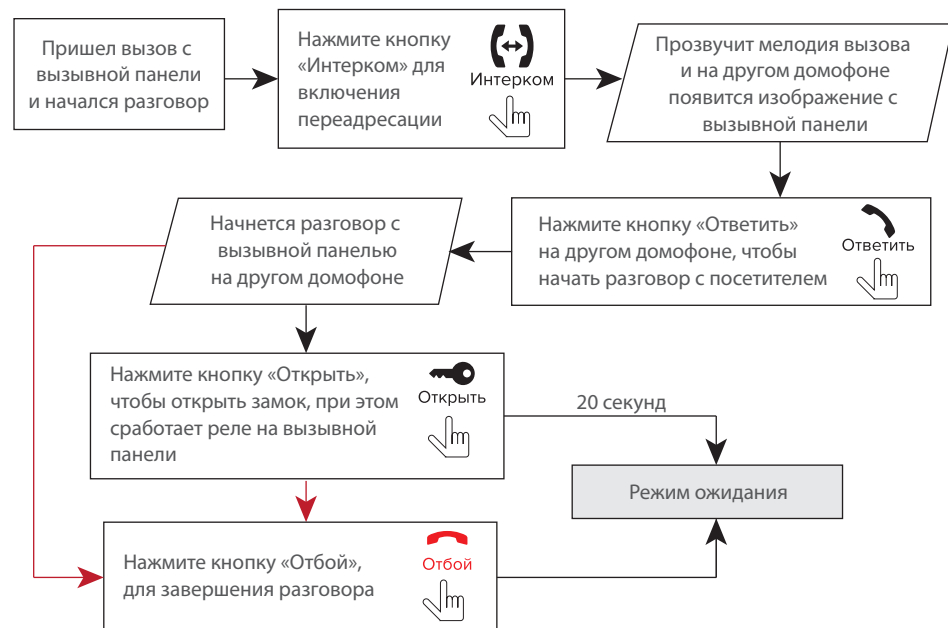 Пришел вызов с
вызывной панели
и начался разговор
Нажмите кнопку
«Интерком» для
включения
переадресации
Интерком
Прозвучит мелодия вызова
и на другом домофоне
появится изображение с
вызывной панели
Начнется разговор с
вызывной панелью
на другом домофоне
Нажмите кнопку «Ответить»
на другом домофоне, чтобы
начать разговор с посетителем
Ответить
Нажмите кнопку «Открыть»,
чтобы открыть замок, при этом
сработает реле на вызывной
панели
Открыть
20 секунд
Режим ожидания
Нажмите кнопку «Отбой»,
для завершения разговора
Отбой